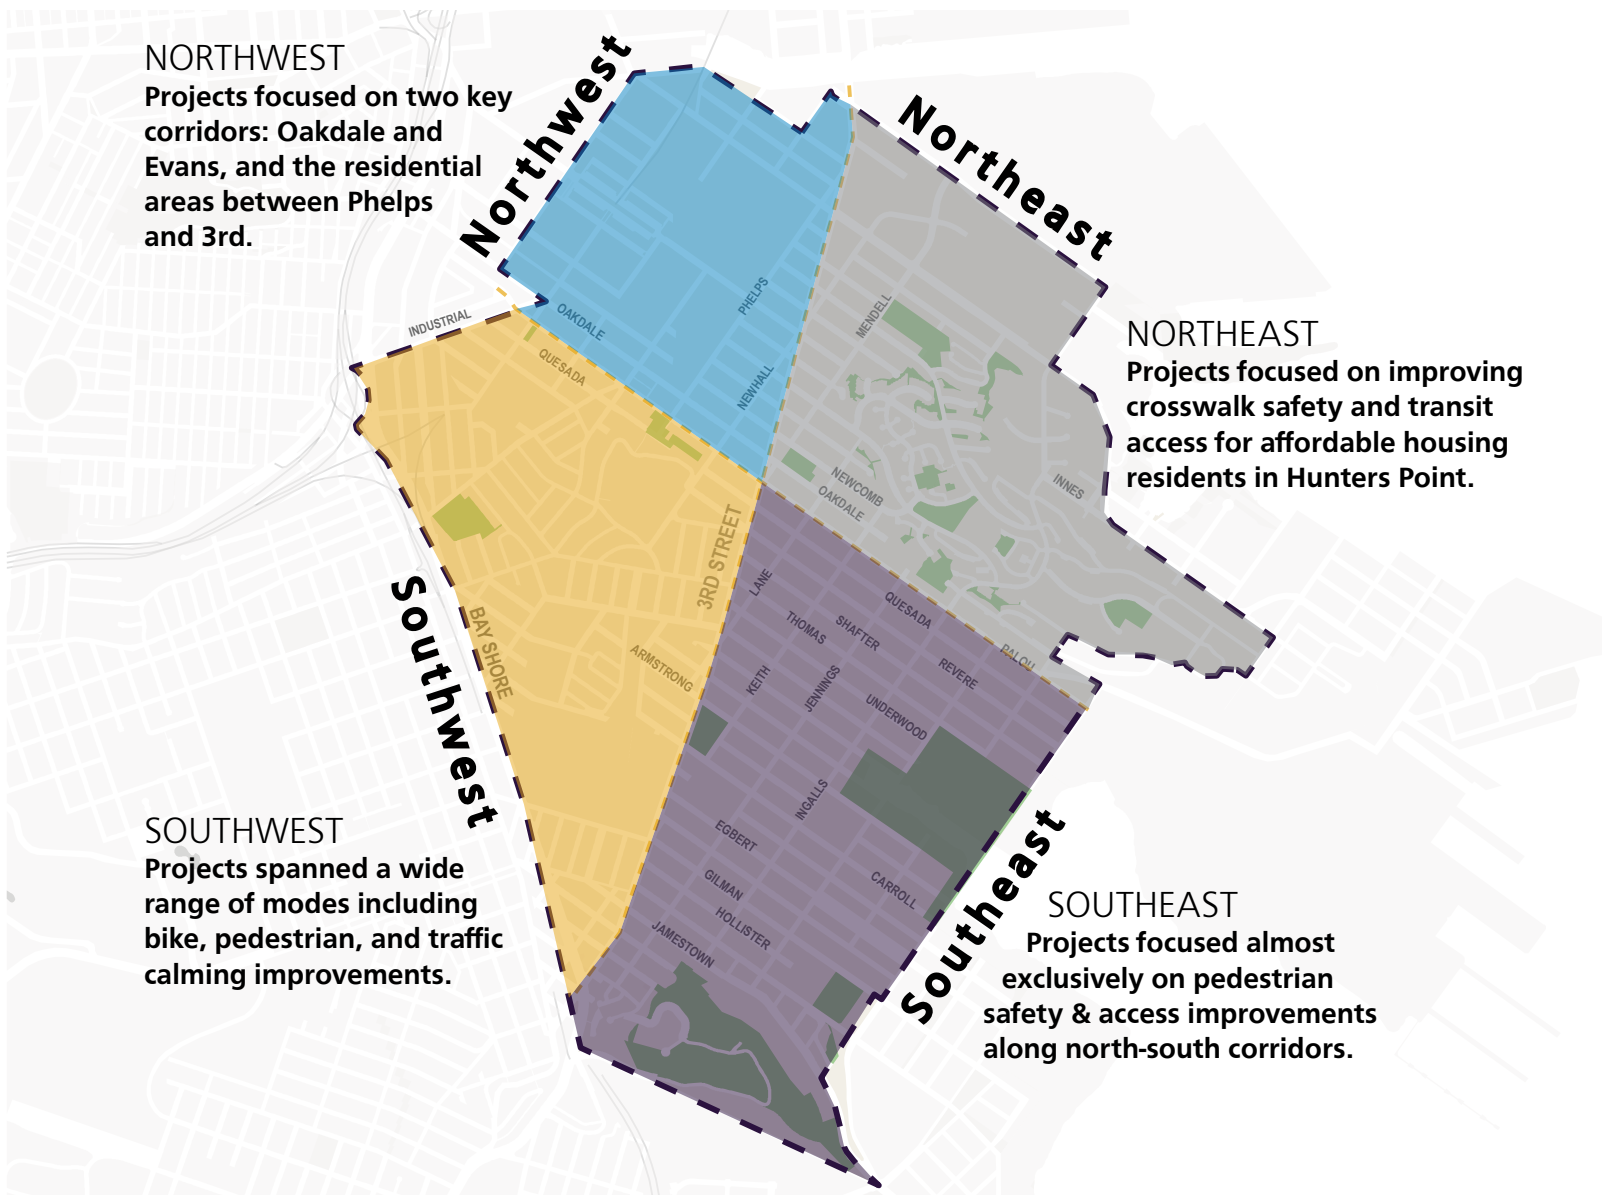 NORTHWEST
Projects focused on two key
corridors: Oakdale and
Evans, and the residential
areas between Phelps
and 3rd.
Northwest
Northeast
NORTHEAST
Projects focused on improving
crosswalk safety and transit
access for affordable housing
residents in Hunters Point.
INDUSTRIAL
OAKDALE
QUESADA
PHELPS
NEWHALL
MENDELL
NEWCOMB
OAKDALE
INNES
3RD STREET
BAY SHORE
ARMSTRONG
LANE
THOMAS
SHAFTER
QUESADA
PALOU
REVERE
KEITH
JENNINGS
UNDERWOOD
INGALLS
EGBERT
GILMAN
HOLLISTER
CARROLL
JAMESTOWN
Southwest
SOUTHWEST
Projects spanned a wide
range of modes including
bike, pedestrian, and traffic
calming improvements.
Southeast
SOUTHEAST
Projects focused almost
exclusively on pedestrian
safety & access improvements
along north-south corridors.